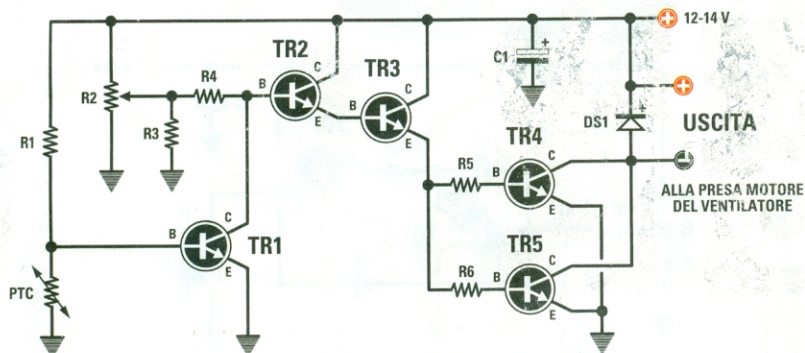 12-14 V
TR2
C
B
E
TR3
C
B
E
C1
+
R4
R2
R3
R1
DS1
+
USCITA
TR4
R5
B
C
E
ALLA PRESA MOTORE
DEL VENTILATORE
TR1
B
C
E
TR5
R6
B
C
E
PTC